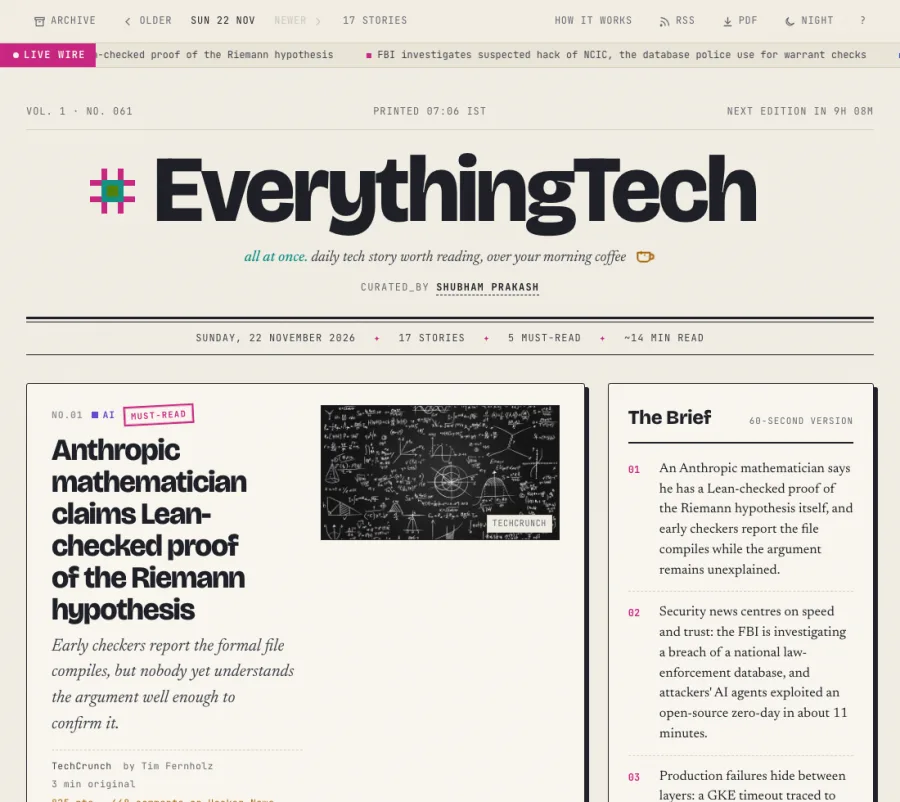 ARCHIVE
OLDER
SUN 22 NOV
NEWER
17 STORIES
HOW IT WORKS
RSS
PDF
NIGHT
?
LIVE WIRE
-checked proof of the Riemann hypothesis
FBI investigates suspected hack of NCIC, the database police use for warrant checks
VOL. 1 · NO. 061
PRINTED 07:06 IST
NEXT EDITION IN 9H 08M
EverythingTech
all at once. daily tech story worth reading, over your morning coffee
CURATED_BY SHUBHAM PRAKASH
SUNDAY, 22 NOVEMBER 2026 ✦ 17 STORIES ✦ 5 MUST-READ ✦ ~14 MIN READ
NO.01 AI MUST-READ
Anthropic
mathematician
claims Lean-
checked proof
of the Riemann
hypothesis
Early checkers report the formal file
compiles, but nobody yet understands
the argument well enough to
confirm it.
TechCrunch by Tim Fernholz
3 min original
TECHCRUNCH
The Brief
60-SECOND VERSION
01
An Anthropic mathematician says
he has a Lean-checked proof of
the Riemann hypothesis itself, and
early checkers report the file
compiles while the argument
remains unexplained.
02
Security news centres on speed
and trust: the FBI is investigating
a breach of a national law-
enforcement database, and
attackers' AI agents exploited an
open-source zero-day in about 11
minutes.
03
Production failures hide between
layers: a GKE timeout traced to